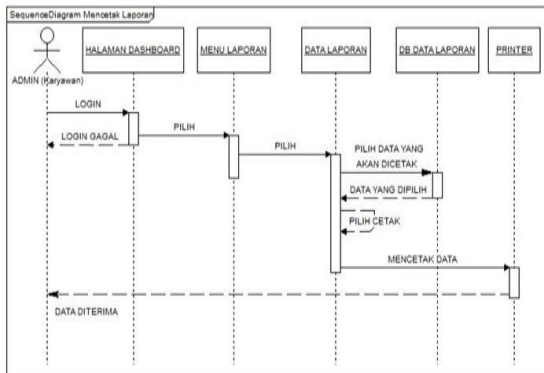 SequenceDiagram Mencetak Laporan
HALAMAN DASHBOARD
MENU LAPORAN
DATA LAPORAN
DB DATA LAPORAN
PRINTER
ADMIN (Karyawan)
LOGIN
LOGIN GAGAL
PILIH
PILIH
PILIH DATA YANG
AKAN DICETAK
DATA YANG DIPILIH
PILIH CETAK
MENCETAK DATA
DATA DITERIMA